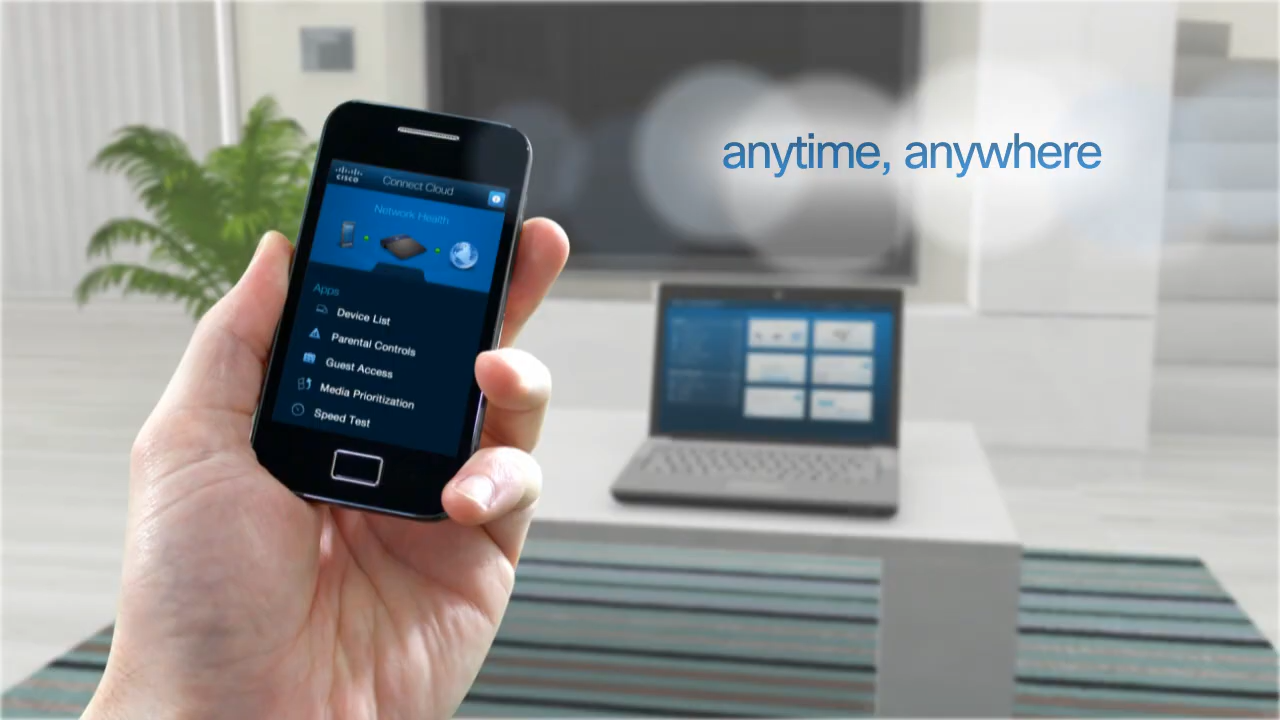 anytime, anywhere
CISCO
Connect Cloud
Network Health
Apps
Device List
Parental Controls
Guest Access
Media Prioritization
Speed Test